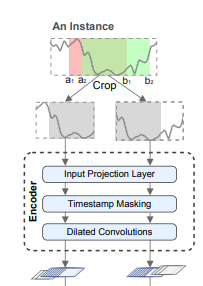 An Instance
a₁ a₂ b₁ b₂
Crop
Encoder
Input Projection Layer
Timestamp Masking
Dilated Convolutions